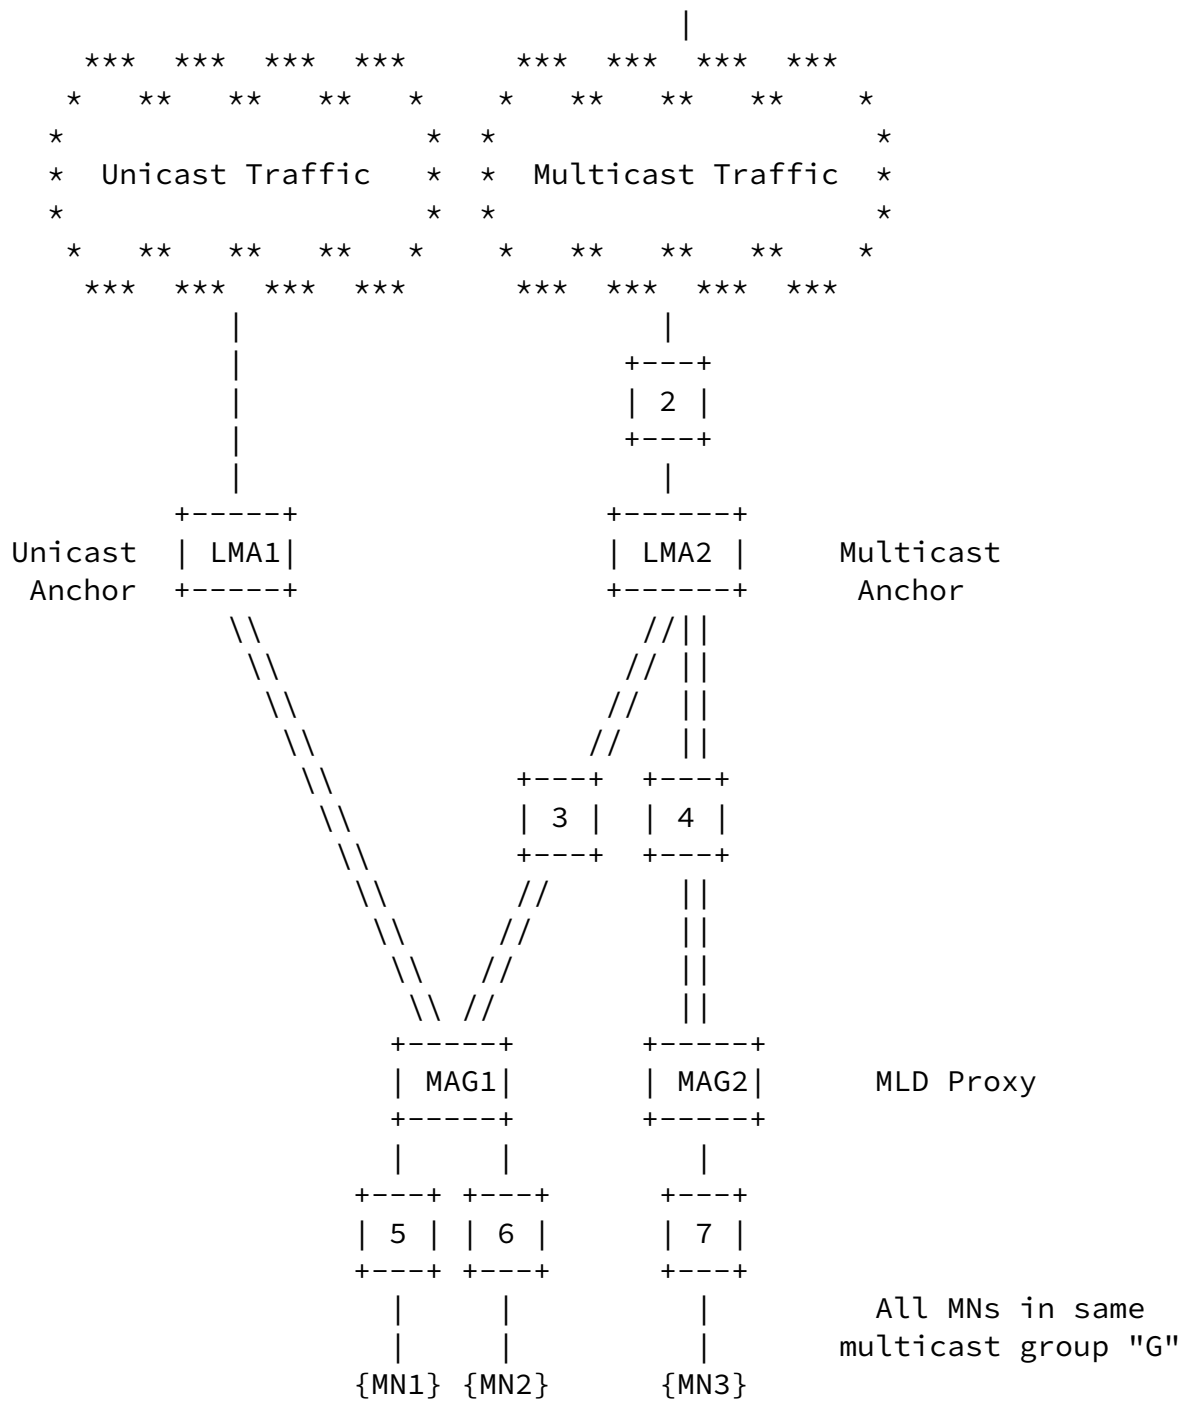 |
*** *** *** *** *** *** *** ***
* ** ** ** * * ** ** ** *
* * * *
* Unicast Traffic * * Multicast Traffic *
* * * *
* ** ** ** * * ** ** ** *
*** *** *** *** *** *** *** ***
| |
| +---+
| | 2 |
| +---+
| |
+-----+ +------+
Unicast | LMA1| | LMA2 | Multicast
Anchor +-----+ +------+ Anchor
\\ //||
\\ // ||
\\ // ||
\\ // ||
\\ +---+ +---+
\\ | 3 | | 4 |
\\ +---+ +---+
\\ // ||
\\ // ||
\\ // ||
\\ // ||
+-----+ +-----+
| MAG1| | MAG2| MLD Proxy
+-----+ +-----+
| | |
+---+ +---+ +---+
| 5 | | 6 | | 7 |
+---+ +---+ +---+
| | | All MNs in same
| | | multicast group "G"
{MN1} {MN2} {MN3}